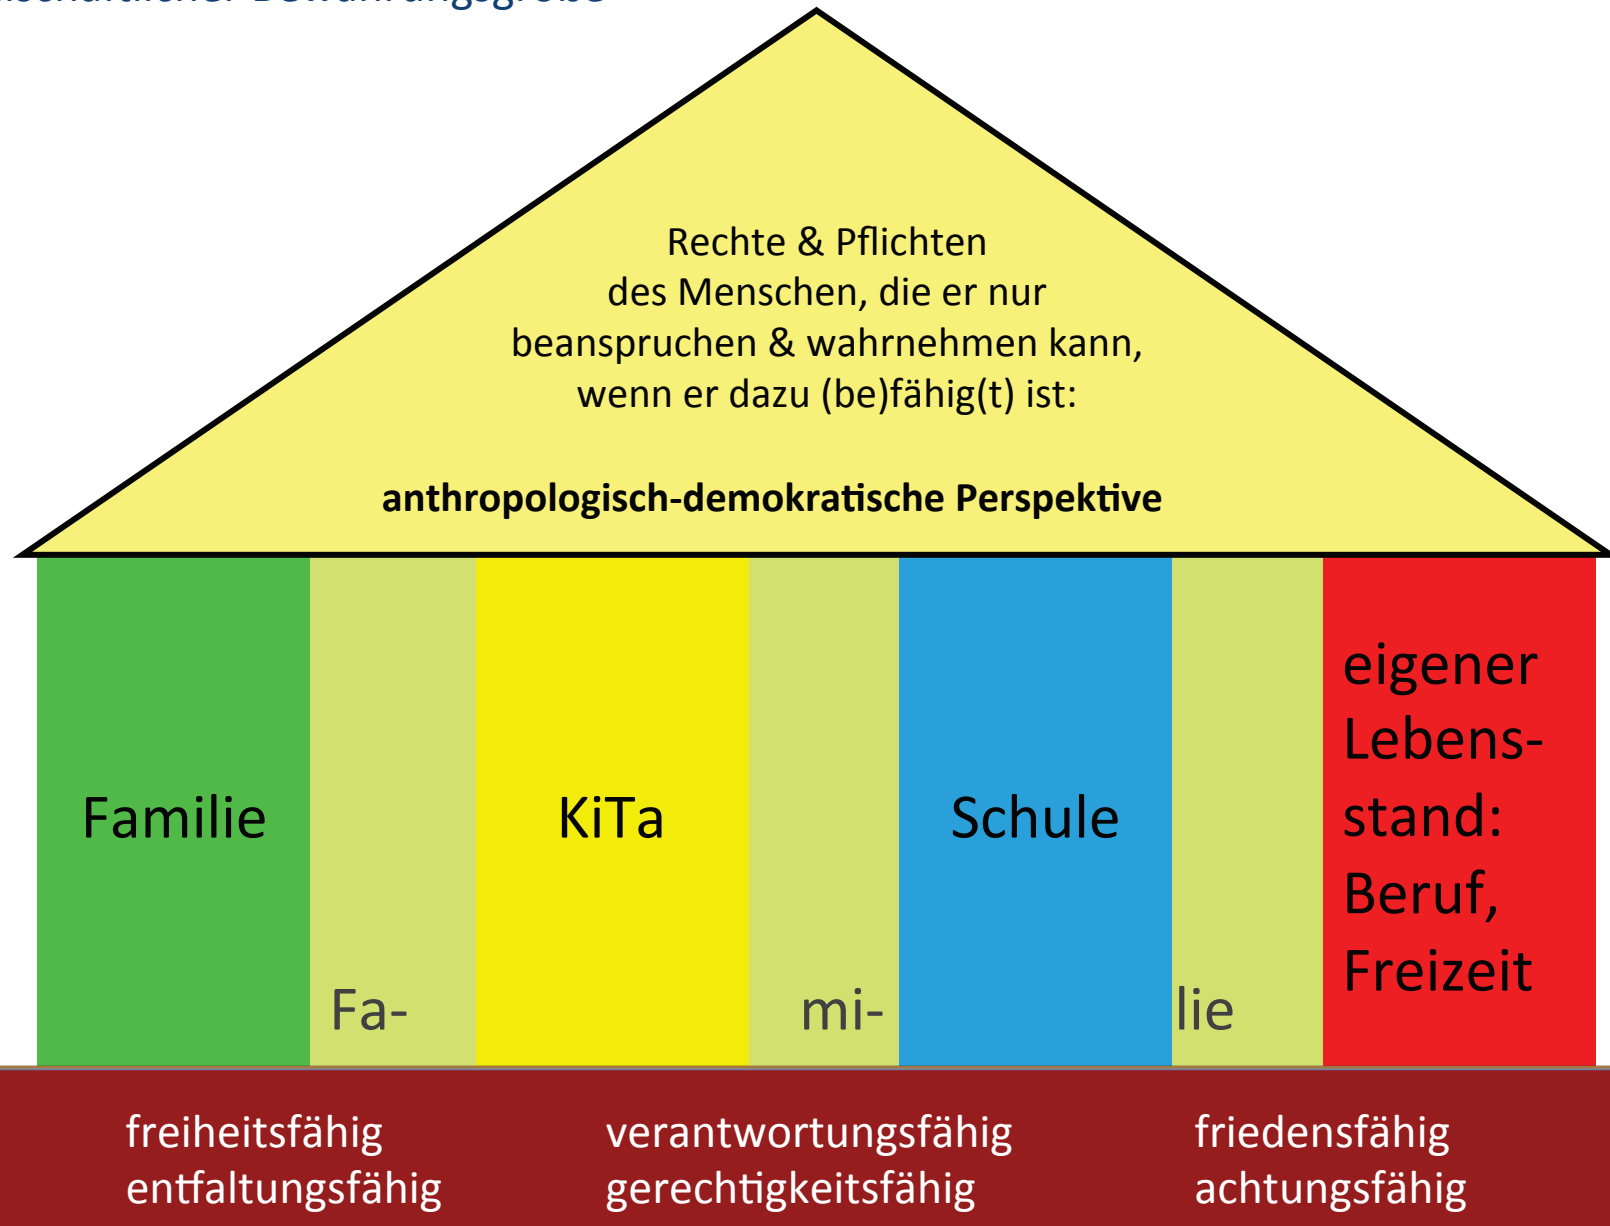 Bewährungsgröße
Rechte & Pflichten
des Menschen, die er nur
beanspruchen & wahrnehmen kann,
wenn er dazu (be)fähig(t) ist:
anthropologisch-demokratische Perspektive
Familie
KiTa
Schule
eigener
Lebens-
stand:
Beruf,
Freizeit
Fa-
mi-
lie
freiheitsfähig
verantwortungsfähig
friedensfähig
entfaltungsfähig
gerechtigkeitsfähig
achtungsfähig